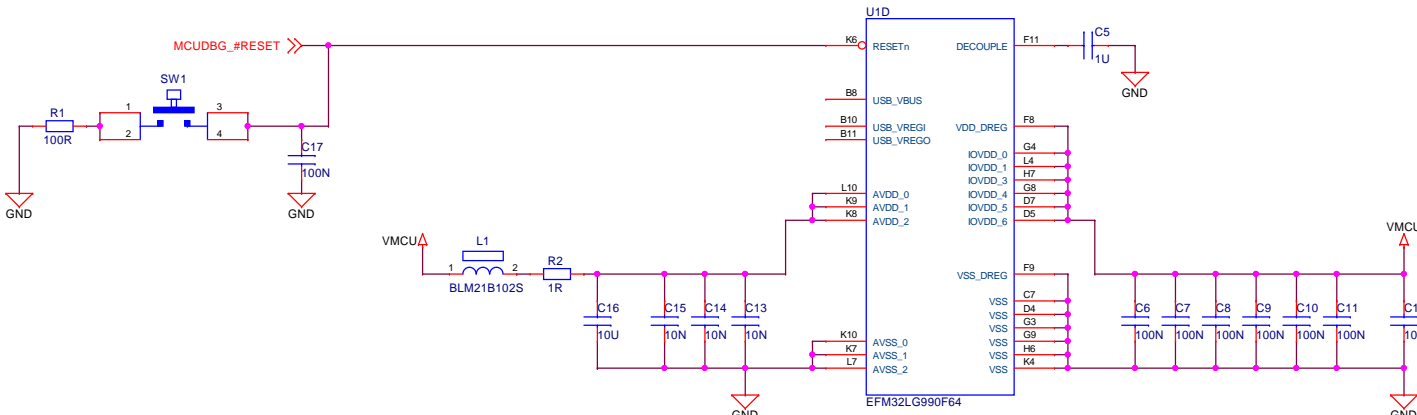 U1D
MCUDBG_#RESET
K6
RESETn
DECOUPLE
F11
C5
1U
GND
SW1
R1
100R
1
2
3
4
C17
100N
GND
GND
B8
USB_VBUS
B10
USB_VREGI
B11
USB_VREGO
VDD_DREG
F8
IOVDD_0
G4
IOVDD_1
L4
IOVDD_3
H7
IOVDD_4
G8
IOVDD_5
D7
IOVDD_6
D5
L10
AVDD_0
K9
AVDD_1
K8
AVDD_2
VMCU
L1
1
2
BLM21B102S
R2
1R
C16
10U
C15
10N
C14
10N
C13
10N
K10
AVSS_0
K7
AVSS_1
L7
AVSS_2
GND
VSS_DREG
F9
VSS
C7
VSS
D4
VSS
G3
VSS
G9
VSS
H6
VSS
K4
EFM32LG990F64
VMCU
C6
100N
C7
100N
C8
100N
C9
100N
C10
100N
C11
100N
GND